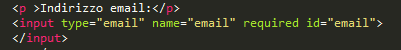 <p >Indirizzo email:</p>
<input type="email" name="email" required id="email">
</input>